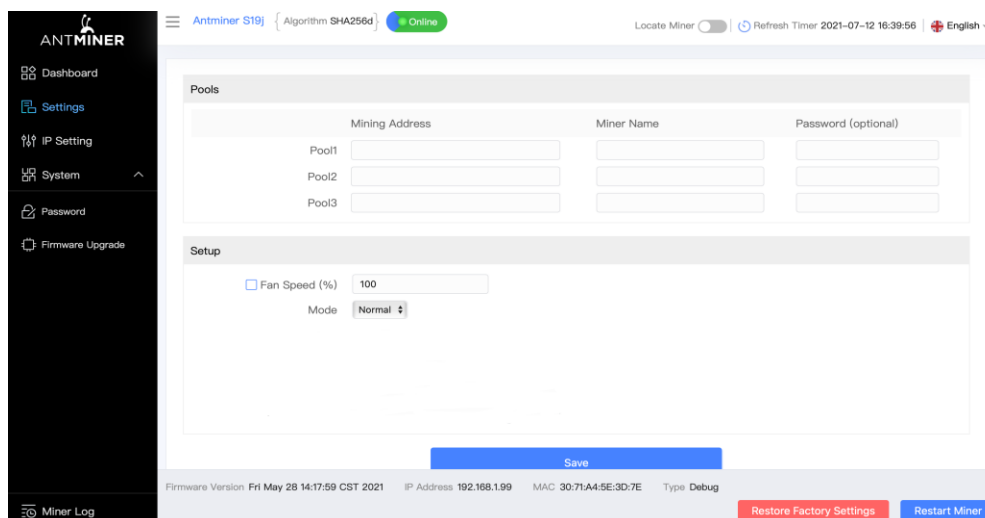 ANTMINER
Dashboard
Settings
IP Setting
System
Password
Firmware Upgrade
Miner Log
Antminer S19j { Algorithm SHA256d } Online
Locate Miner Refresh Timer 2021-07-12 16:39:56 English
Pools
Mining Address Miner Name Password (optional)
Pool1
Pool2
Pool3
Setup
Fan Speed (%) 100
Mode Normal
Save
Firmware Version Fri May 28 14:17:59 CST 2021 IP Address 192.168.1.99 MAC 30:71:A4:5E:3D:7E Type Debug
Restore Factory Settings Restart Miner